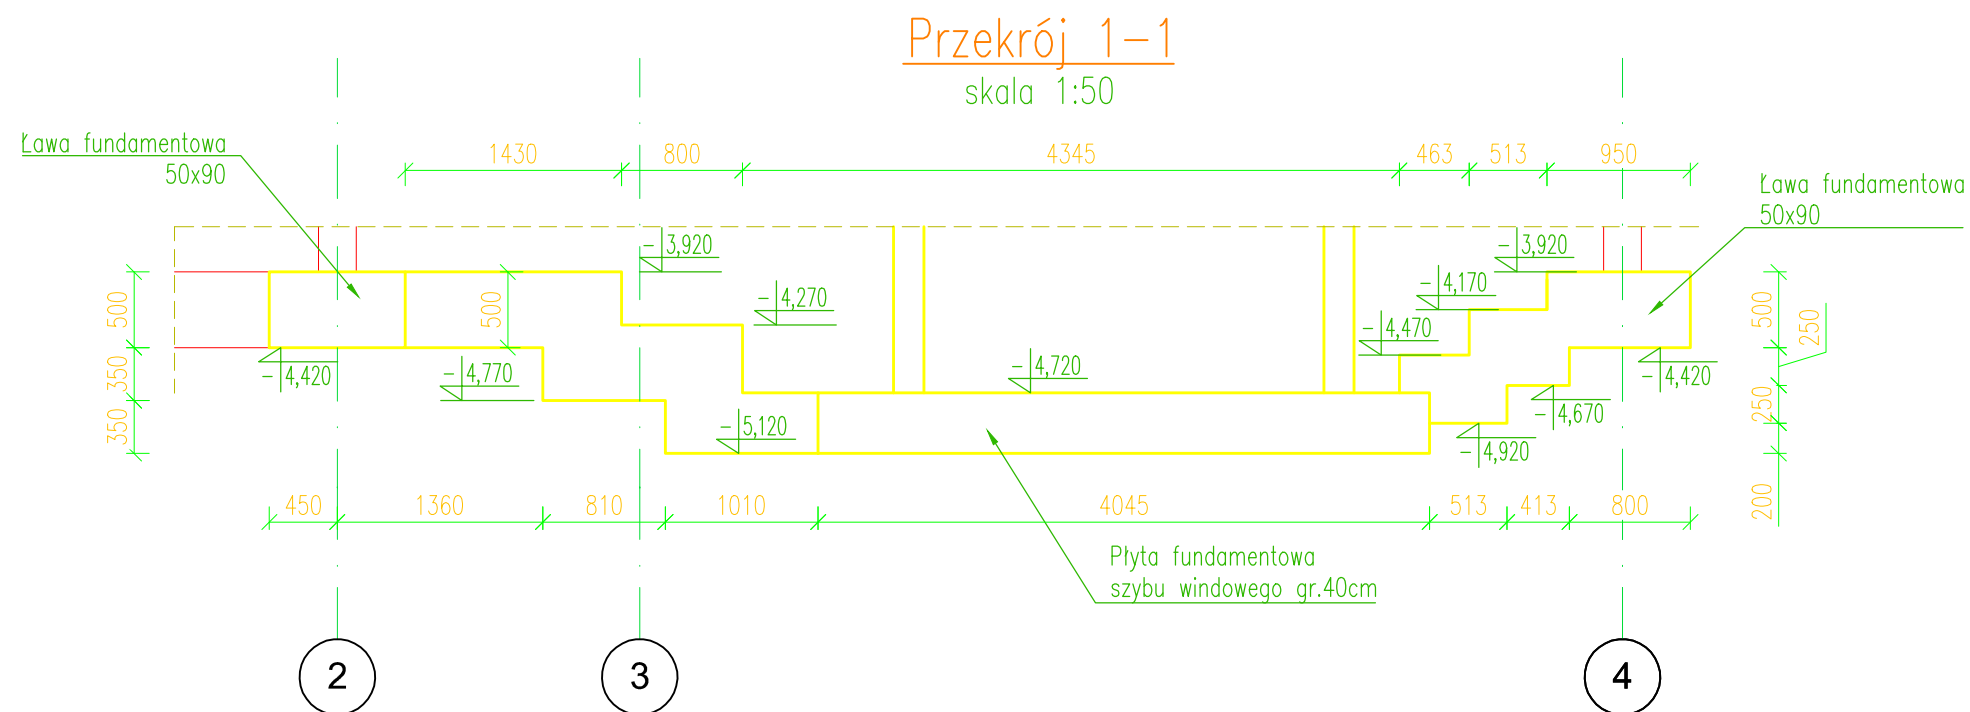 Przekrój 1-1
skala 1:50
Ława fundamentowa
50x90
1430 800 4345 463 513 950
Ława fundamentowa
50x90
-3,920
-3,920
-4,170
-4,270
-4,470
500
500
500
250
350
-4,420
-4,770
-4,720
-4,420
-4,670
250
350
-5,120
-4,920
200
450 1360 810 1010 4045 513 413 800
Płyta fundamentowa
szybu windowego gr.40cm
2 3 4